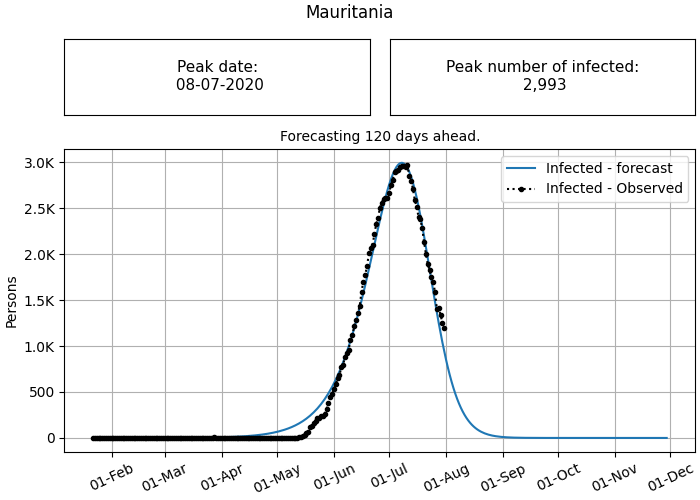 Mauritania
Peak date:
08-07-2020
Peak number of infected:
2,993
Forecasting 120 days ahead.
Infected - forecast
Infected - Observed
Persons
3.0K
2.5K
2.0K
1.5K
1.0K
500
0
01-Feb
01-Mar
01-Apr
01-May
01-Jun
01-Jul
01-Aug
01-Sep
01-Oct
01-Nov
01-Dec